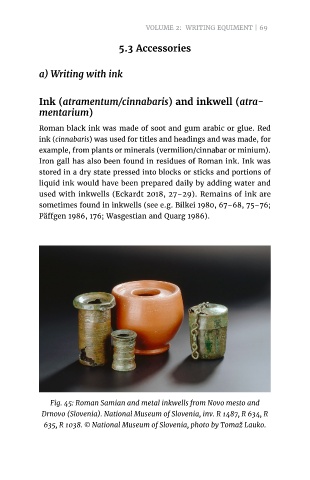 VOLUME 2: WRITING EQUIMENT | 69
5.3 Accessories
a) Writing with ink
Ink (atramentum/cinnabaris) and inkwell (atra-
mentarium)
Roman black ink was made of soot and gum arabic or glue. Red
ink (cinnabaris) was used for titles and headings and was made, for
example, from plants or minerals (vermilion/cinnabar or minium).
Iron gall has also been found in residues of Roman ink. Ink was
stored in a dry state pressed into blocks or sticks and portions of
liquid ink would have been prepared daily by adding water and
used with inkwells (Eckardt 2018, 27–29). Remains of ink are
sometimes found in inkwells (see e.g. Bilkei 1980, 67–68, 75–76;
Päffgen 1986, 176; Wasgestian and Quarg 1986).
Fig. 45: Roman Samian and metal inkwells from Novo mesto and
Drnovo (Slovenia). National Museum of Slovenia, inv. R 1487, R 634, R
635, R 1038. © National Museum of Slovenia, photo by Tomaž Lauko.